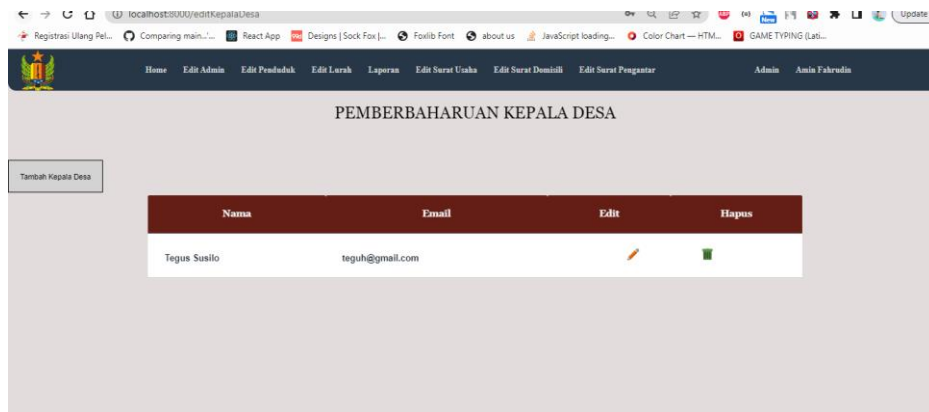 localhost:8000/editKepalaDesa
Update
Registrasi Ulang Pel... Comparing main...'... React App Designs | Sock Fox |... Foxlib Font about us JavaScript loading... Color Chart — HTM... GAME TYPING (Lati...
New
Home Edit Admin Edit Penduduk Edit Lurah Laporan Edit Surat Usaha Edit Surat Domisili Edit Surat Pengantar Admin Amin Fahrudin
PEMBERBAHARUAN KEPALA DESA
Tambah Kepala Desa
Nama Email Edit Hapus
Tegus Susilo teguh@gmail.com